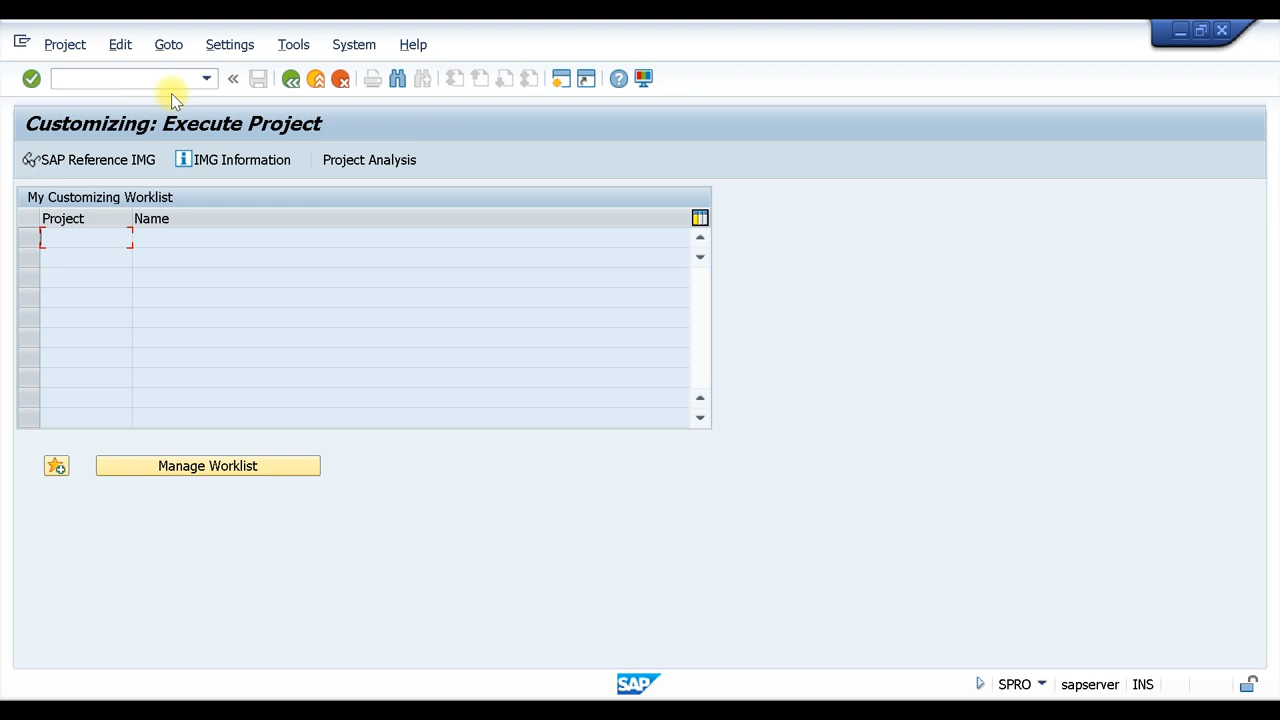 Project Edit Goto Settings Tools System Help
Customizing: Execute Project
SAP Reference IMG IMG Information Project Analysis
My Customizing Worklist
Project Name
Manage Worklist
SAP SPRO sapserver INS